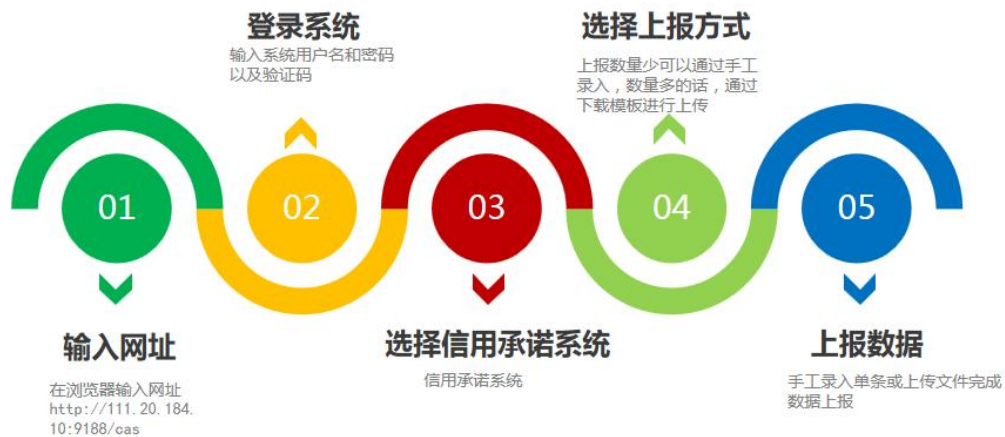 01
输入网址
在浏览器输入网址
http://111.20.184.
10:9188/cas
02
登录系统
输入系统用户名和密码
以及验证码
03
选择信用承诺系统
信用承诺系统
04
选择上报方式
上报数量少可以通过手工
录入，数量多的话，通过
下载模板进行上传
05
上报数据
手工录入单条或上传文件完成
数据上报